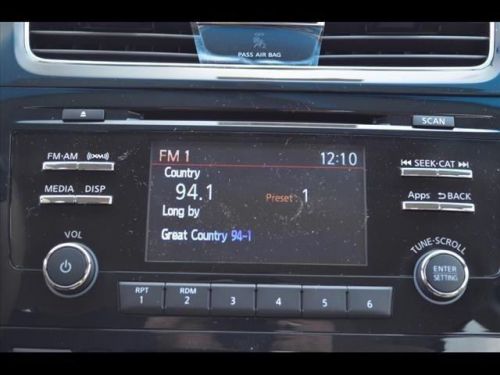 PASS AIR BAG
SCAN
FM·AM
MEDIA DISP
VOL
FM 1 12:10
Country
94.1 Preset: 1
Long by
Great Country 94-1
SEEK·CAT
Apps BACK
TUNE·SCROLL
ENTER
SETTING
RPT RDM
1 2 3 4 5 6